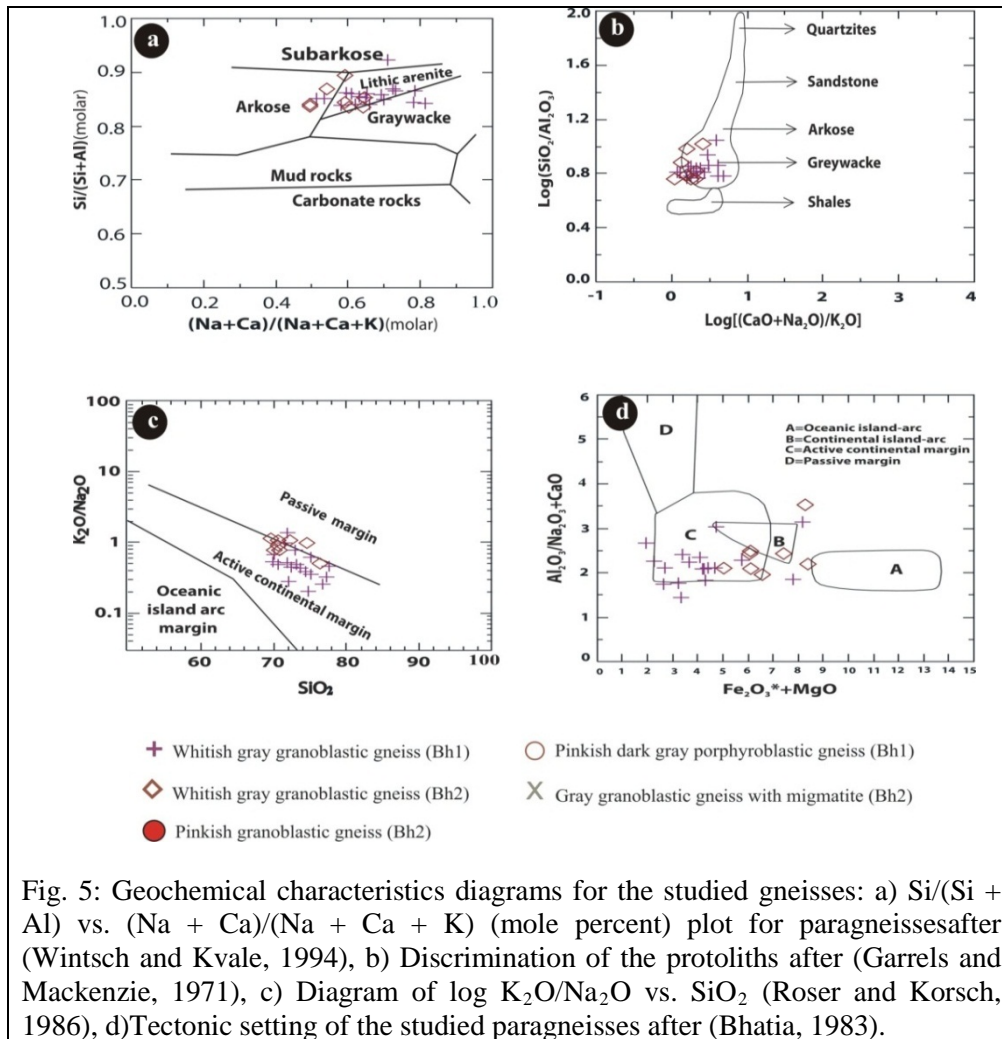 a
Si/(Si+Al)(molar)
1.0
0.9
0.8
0.7
0.6
0.5
Subarkose
Lithic arenite
Arkose
Graywacke
Mud rocks
Carbonate rocks
0.0 0.2 0.4 0.6 0.8 1.0
(Na+Ca)/(Na+Ca+K)(molar)
b
Log(SiO₂/Al₂O₃)
2.0
1.6
1.2
0.8
0.4
0.0
Quartzites
Sandstone
Arkose
Greywacke
Shales
-1 0 1 2 3 4
Log[(CaO+Na₂O)/K₂O]
c
K₂O/Na₂O
100
10
1
0.1
Passive margin
Active continental margin
Oceanic
island arc
margin
60 70 80 90 100
SiO₂
d
Al₂O₃/Na₂O₃+CaO
6
5
4
3
2
1
0
D
C
B
A
A=Oceanic island-arc
B=Continental island-arc
C=Active continental margin
D=Passive margin
0 1 2 3 4 5 6 7 8 9 10 11 12 13 14 15
Fe₂O₃*+MgO
Whitish gray granoblastic gneiss (Bh1)
Pinkish dark gray porphyroblastic gneiss (Bh1)
Whitish gray granoblastic gneiss (Bh2)
Gray granoblastic gneiss with migmatite (Bh2)
Pinkish granoblastic gneiss (Bh2)
Fig. 5: Geochemical characteristics diagrams for the studied gneisses: a) Si/(Si +
Al) vs. (Na + Ca)/(Na + Ca + K) (mole percent) plot for paragneissesafter
(Wintsch and Kvale, 1994), b) Discrimination of the protoliths after (Garrels and
Mackenzie, 1971), c) Diagram of log K₂O/Na₂O vs. SiO₂ (Roser and Korsch,
1986), d)Tectonic setting of the studied paragneisses after (Bhatia, 1983).